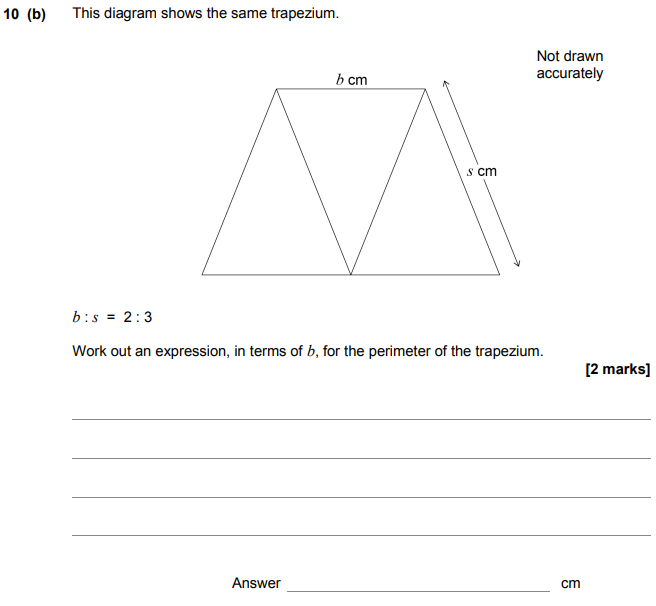 10 (b) This diagram shows the same trapezium.
Not drawn
accurately
b cm
s cm
b : s = 2 : 3
Work out an expression, in terms of b, for the perimeter of the trapezium.
[2 marks]
Answer cm